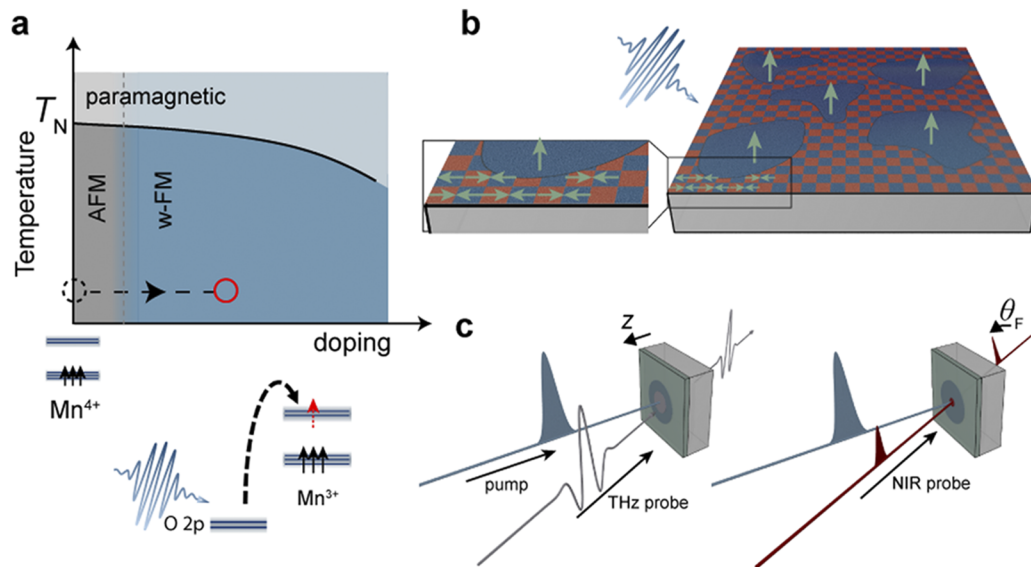 a
Temperature
T_N
paramagnetic
AFM
w-FM
doping
Mn⁴⁺
Mn³⁺
O 2p
b
c
z
pump
THz probe
θ_F
NIR probe